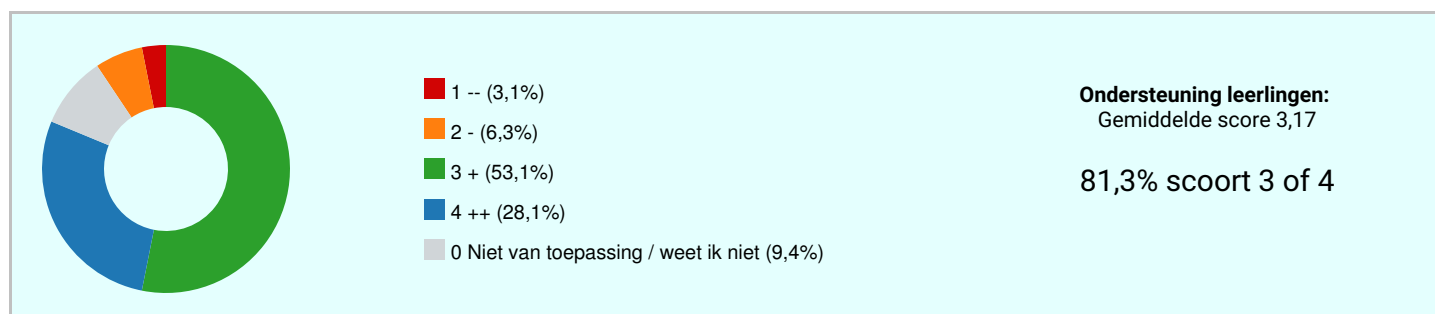 1 -- (3,1%)
2 - (6,3%)
3 + (53,1%)
4 ++ (28,1%)
0 Niet van toepassing / weet ik niet (9,4%)
Ondersteuning leerlingen:
Gemiddelde score 3,17
81,3% scoort 3 of 4